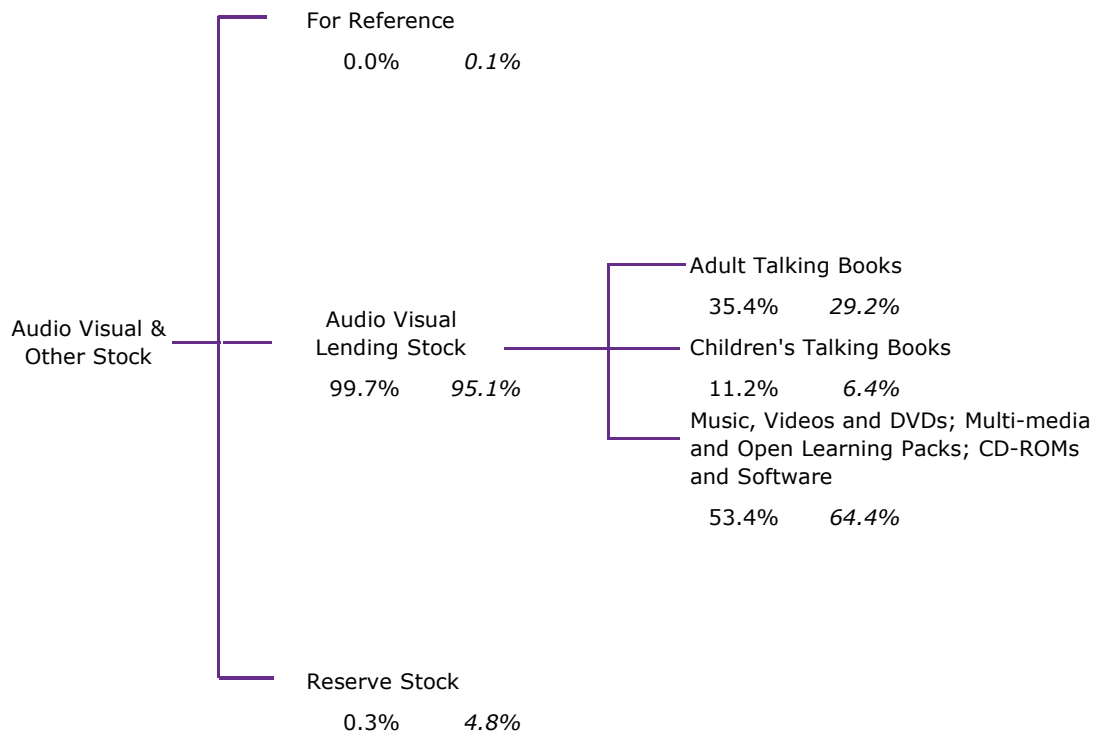 For Reference
0.0% 0.1%
Audio Visual &
Other Stock
Audio Visual
Lending Stock
99.7% 95.1%
Adult Talking Books
35.4% 29.2%
Children's Talking Books
11.2% 6.4%
Music, Videos and DVDs; Multi-media
and Open Learning Packs; CD-ROMs
and Software
53.4% 64.4%
Reserve Stock
0.3% 4.8%